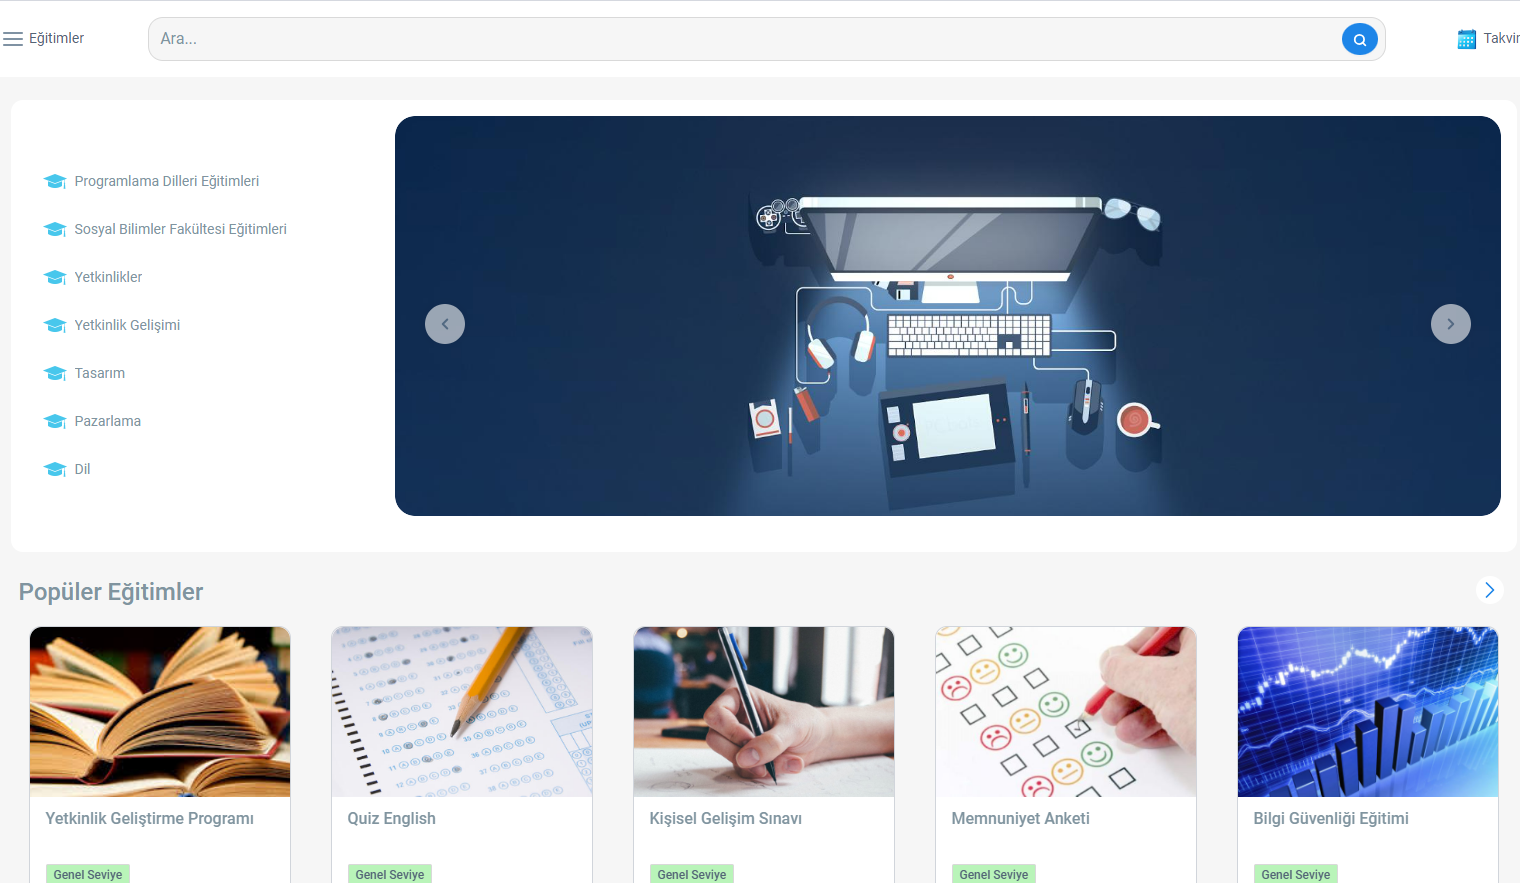 Eğitimler
Ara...
Takvir
Programlama Dilleri Eğitimleri
Sosyal Bilimler Fakültesi Eğitimleri
Yetkinlikler
Yetkinlik Gelişimi
Tasarım
Pazarlama
Dil
Popüler Eğitimler
Yetkinlik Geliştirme Programı
Genel Seviye
Quiz English
Genel Seviye
Kişisel Gelişim Sınavı
Genel Seviye
Memnuniyet Anketi
Genel Seviye
Bilgi Güvenliği Eğitimi
Genel Seviye